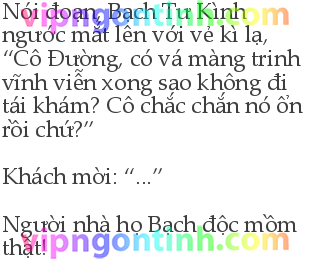 Nói đoạn, Bạch Tư Kình
ngước mắt lên với vẻ kì lạ,
“Cô Đường, có vá màng trinh
vĩnh viễn xong sao không đi
tái khám? Cô chắc chắn nó ổn
rồi chứ?”
Khách mời: “...”
Người nhà họ Bạch độc mồm
thật!
vipngontinh.com
vipngontinh.com